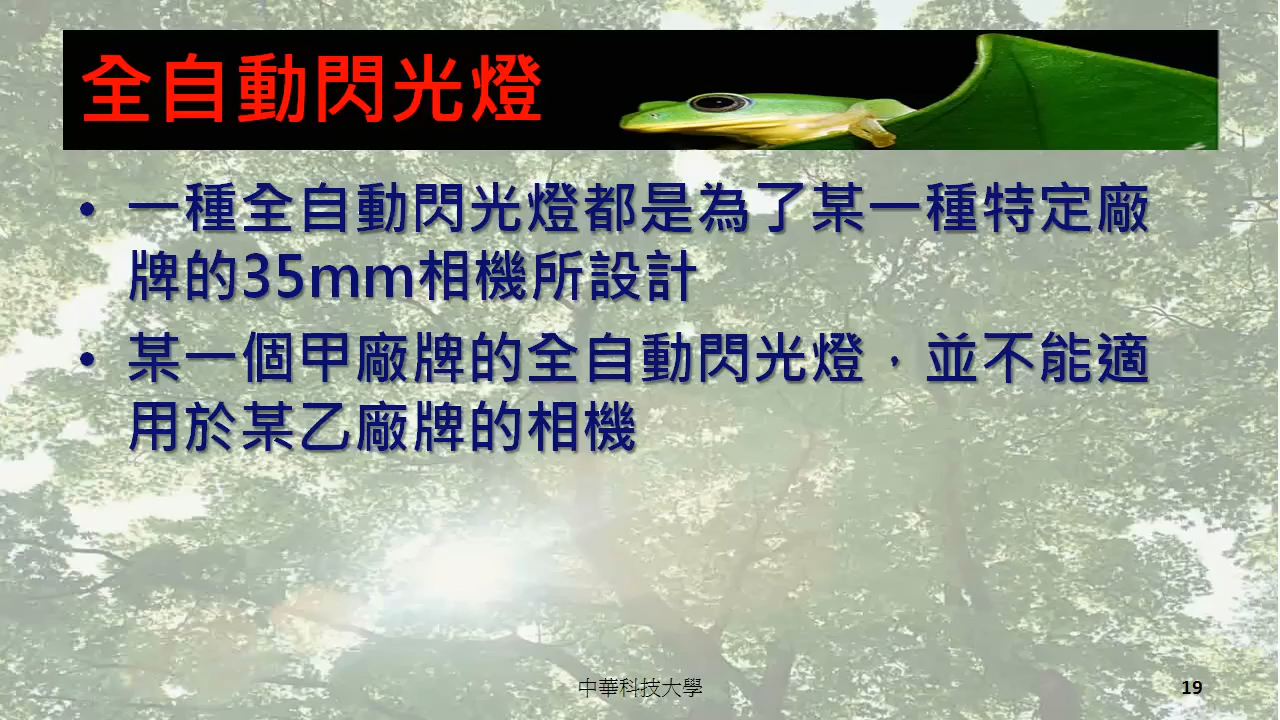 全自動閃光燈
• 一種全自動閃光燈都是為了某一種特定廠
牌的35mm相機所設計
• 某一個甲廠牌的全自動閃光燈，並不能適
用於某乙廠牌的相機
中華科技大學
19